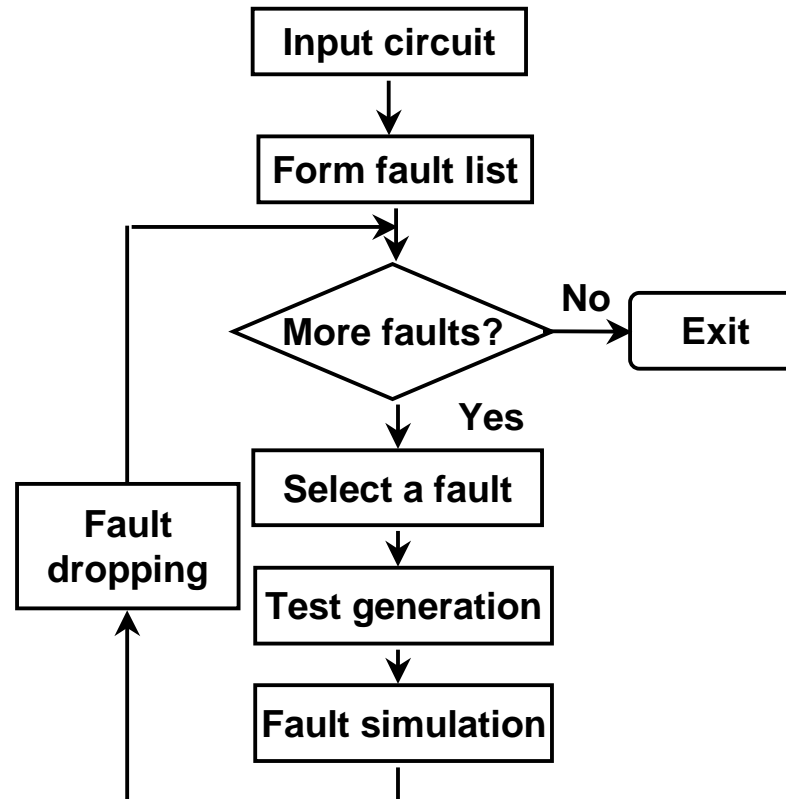 Input circuit
Form fault list
More faults?
No
Exit
Yes
Select a fault
Fault
dropping
Test generation
Fault simulation